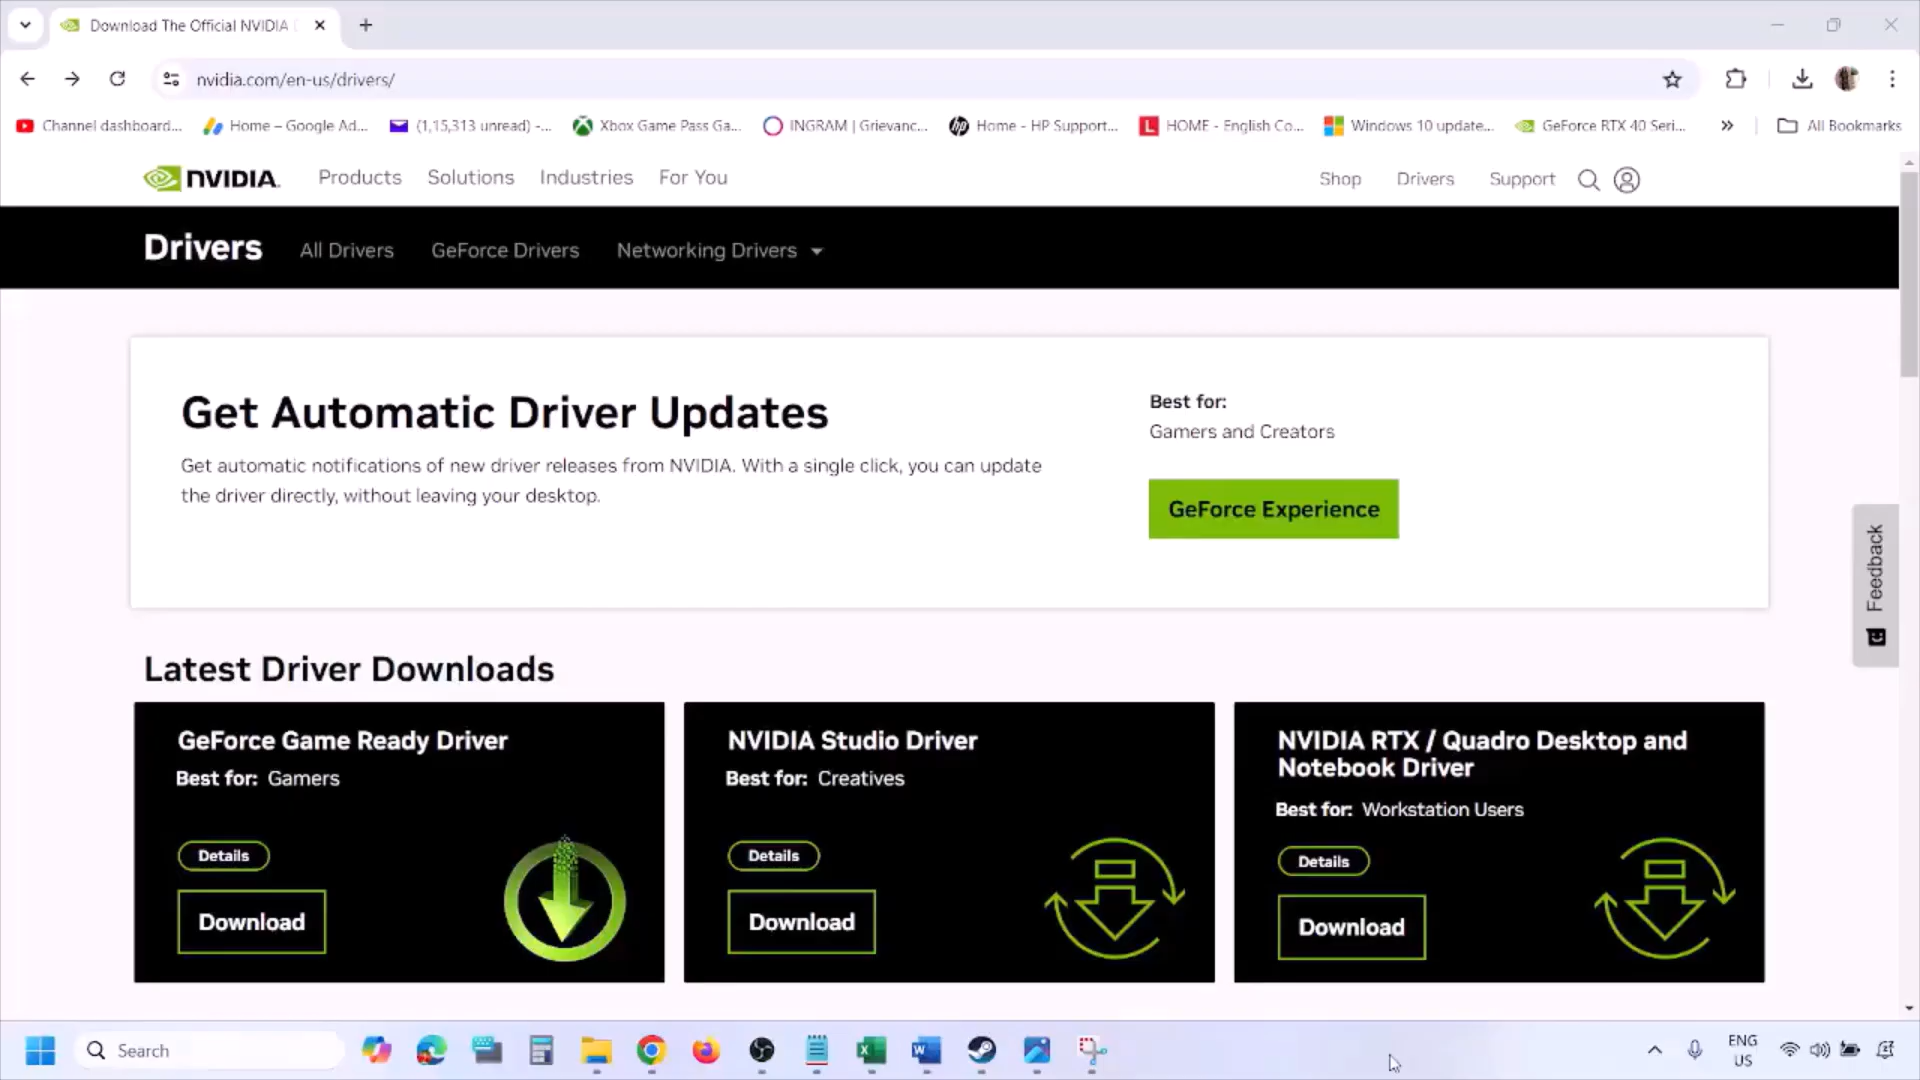 Download The Official NVIDIA
nvidia.com/en-us/drivers/
Channel dashboard...
Home – Google Ad...
(1,15,313 unread) -...
Xbox Game Pass Ga...
INGRAM | Grievanc...
Home - HP Support...
HOME - English Co...
Windows 10 update...
GeForce RTX 40 Seri...
All Bookmarks
NVIDIA.
Products
Solutions
Industries
For You
Shop
Drivers
Support
Drivers
All Drivers
GeForce Drivers
Networking Drivers
Get Automatic Driver Updates
Get automatic notifications of new driver releases from NVIDIA. With a single click, you can update
the driver directly, without leaving your desktop.
Best for:
Gamers and Creators
GeForce Experience
Feedback
Latest Driver Downloads
GeForce Game Ready Driver
Best for: Gamers
Details
Download
NVIDIA Studio Driver
Best for: Creatives
Details
Download
NVIDIA RTX / Quadro Desktop and
Notebook Driver
Best for: Workstation Users
Details
Download
Search
ENG
US